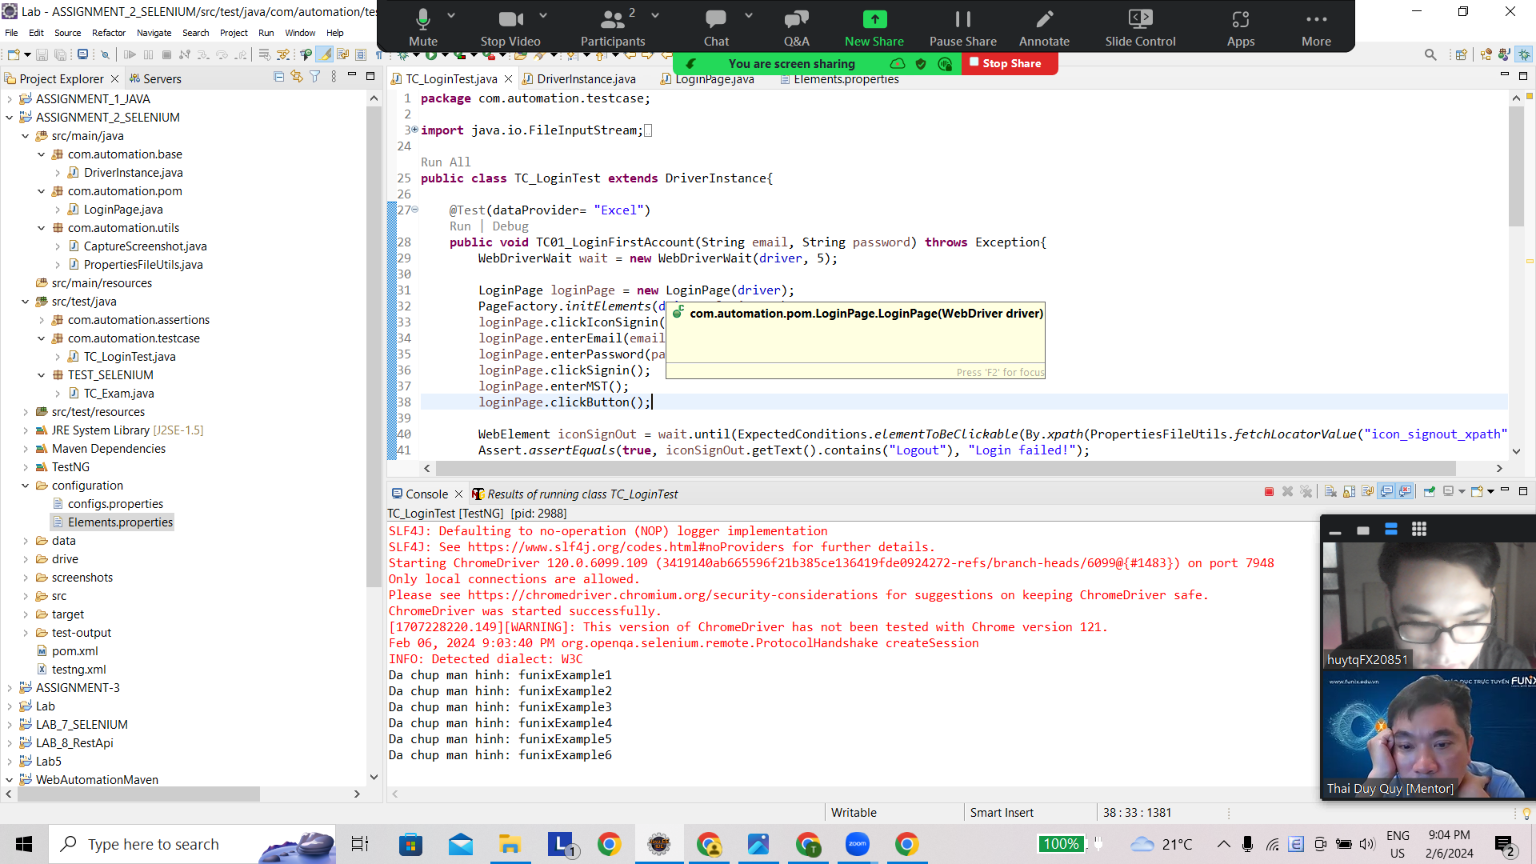 Lab - ASSIGNMENT_2_SELENIUM/src/test/java/com/automation/tes
File Edit Source Refactor Navigate Search Project Run Window Help
Mute
Stop Video
2
Participants
Chat
Q&A
New Share
Pause Share
Annotate
Slide Control
Apps
More
You are screen sharing
Stop Share
Project Explorer
Servers
ASSIGNMENT_1_JAVA
ASSIGNMENT_2_SELENIUM
src/main/java
com.automation.base
DriverInstance.java
com.automation.pom
LoginPage.java
com.automation.utils
CaptureScreenshot.java
PropertiesFileUtils.java
src/main/resources
src/test/java
com.automation.assertions
com.automation.testcase
TC_LoginTest.java
TEST_SELENIUM
TC_Exam.java
src/test/resources
JRE System Library [J2SE-1.5]
Maven Dependencies
TestNG
configuration
configs.properties
Elements.properties
data
drive
screenshots
src
target
test-output
pom.xml
testng.xml
ASSIGNMENT-3
Lab
LAB_7_SELENIUM
LAB_8_RestApi
Lab5
WebAutomationMaven
TC_LoginTest.java
DriverInstance.java
LoginPage.java
Elements.properties
1 package com.automation.testcase;
2
3 import java.io.FileInputStream;
24
Run All
25 public class TC_LoginTest extends DriverInstance{
26
27 @Test(dataProvider= "Excel")
Run | Debug
28 public void TC01_LoginFirstAccount(String email, String password) throws Exception{
29 WebDriverWait wait = new WebDriverWait(driver, 5);
30
31 LoginPage loginPage = new LoginPage(driver);
32 PageFactory.initElements(d
33 loginPage.clickIconSignin(
34 loginPage.enterEmail(email
35 loginPage.enterPassword(pa
36 loginPage.clickSignin();
37 loginPage.enterMST();
38 loginPage.clickButton();
39
40 WebElement iconSignOut = wait.until(ExpectedConditions.elementToBeClickable(By.xpath(PropertiesFileUtils.fetchLocatorValue("icon_signout_xpath"
41 Assert.assertEquals(true, iconSignOut.getText().contains("Logout"), "Login failed!");
com.automation.pom.LoginPage.LoginPage(WebDriver driver)
Press 'F2' for focus
Console
Results of running class TC_LoginTest
TC_LoginTest [TestNG] [pid: 2988]
SLF4J: Defaulting to no-operation (NOP) logger implementation
SLF4J: See https://www.slf4j.org/codes.html#noProviders for further details.
Starting ChromeDriver 120.0.6099.109 (3419140ab665596f21b385ce136419fde0924272-refs/branch-heads/6099@{#1483}) on port 7948
Only local connections are allowed.
Please see https://chromedriver.chromium.org/security-considerations for suggestions on keeping ChromeDriver safe.
ChromeDriver was started successfully.
[1707228220.149][WARNING]: This version of ChromeDriver has not been tested with Chrome version 121.
Feb 06, 2024 9:03:40 PM org.openqa.selenium.remote.ProtocolHandshake createSession
INFO: Detected dialect: W3C
Da chup man hinh: funixExample1
Da chup man hinh: funixExample2
Da chup man hinh: funixExample3
Da chup man hinh: funixExample4
Da chup man hinh: funixExample5
Da chup man hinh: funixExample6
huytqFX20851
www.funix.edu.vn
DỤC TRỰC TUYẾN FUNi
Thai Duy Quy [Mentor]
Writable
Smart Insert
38 : 33 : 1381
Type here to search
1
100%
21°C
ENG
US
9:04 PM
2/6/2024
2